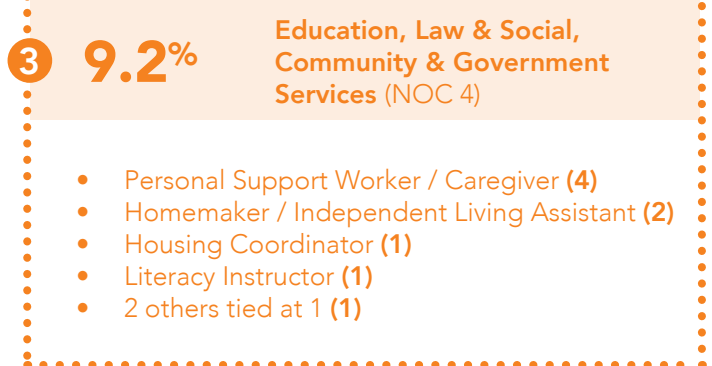 3 9.2% Education, Law & Social,
Community & Government
Services (NOC 4)
• Personal Support Worker / Caregiver (4)
• Homemaker / Independent Living Assistant (2)
• Housing Coordinator (1)
• Literacy Instructor (1)
• 2 others tied at 1 (1)